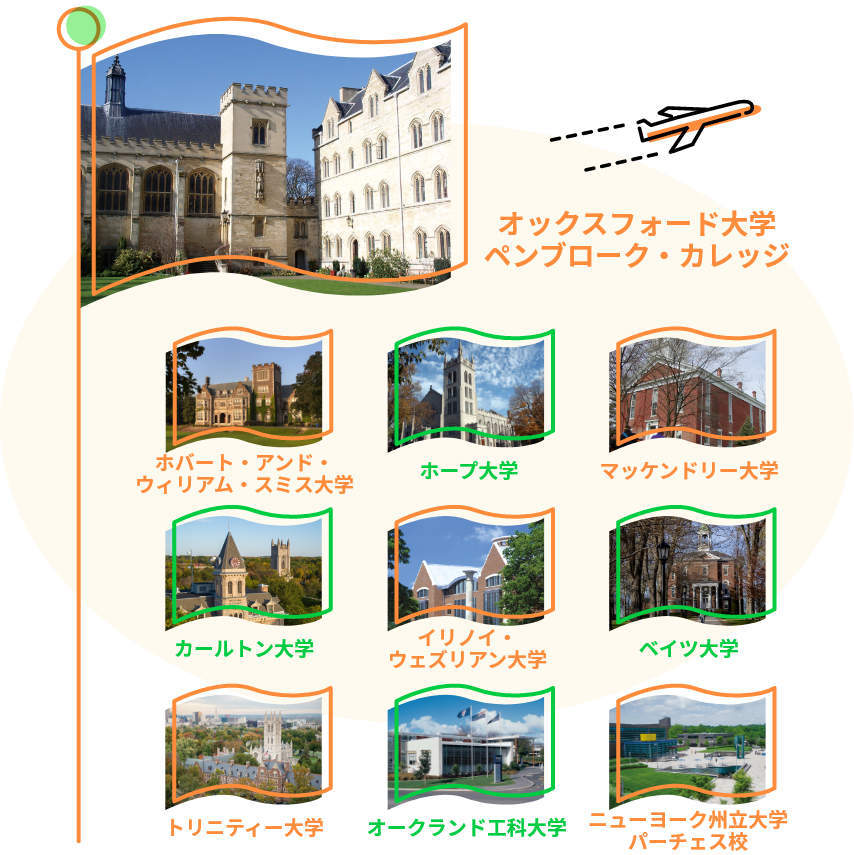 オックスフォード大学
ペンブローク・カレッジ
ホバート・アンド・
ウィリアム・スミス大学
ホープ大学
マッケンドリー大学
カールトン大学
イリノイ・
ウェズリアン大学
ベイツ大学
トリニティー大学
オークランド工科大学
ニューヨーク州立大学
パーチェス校